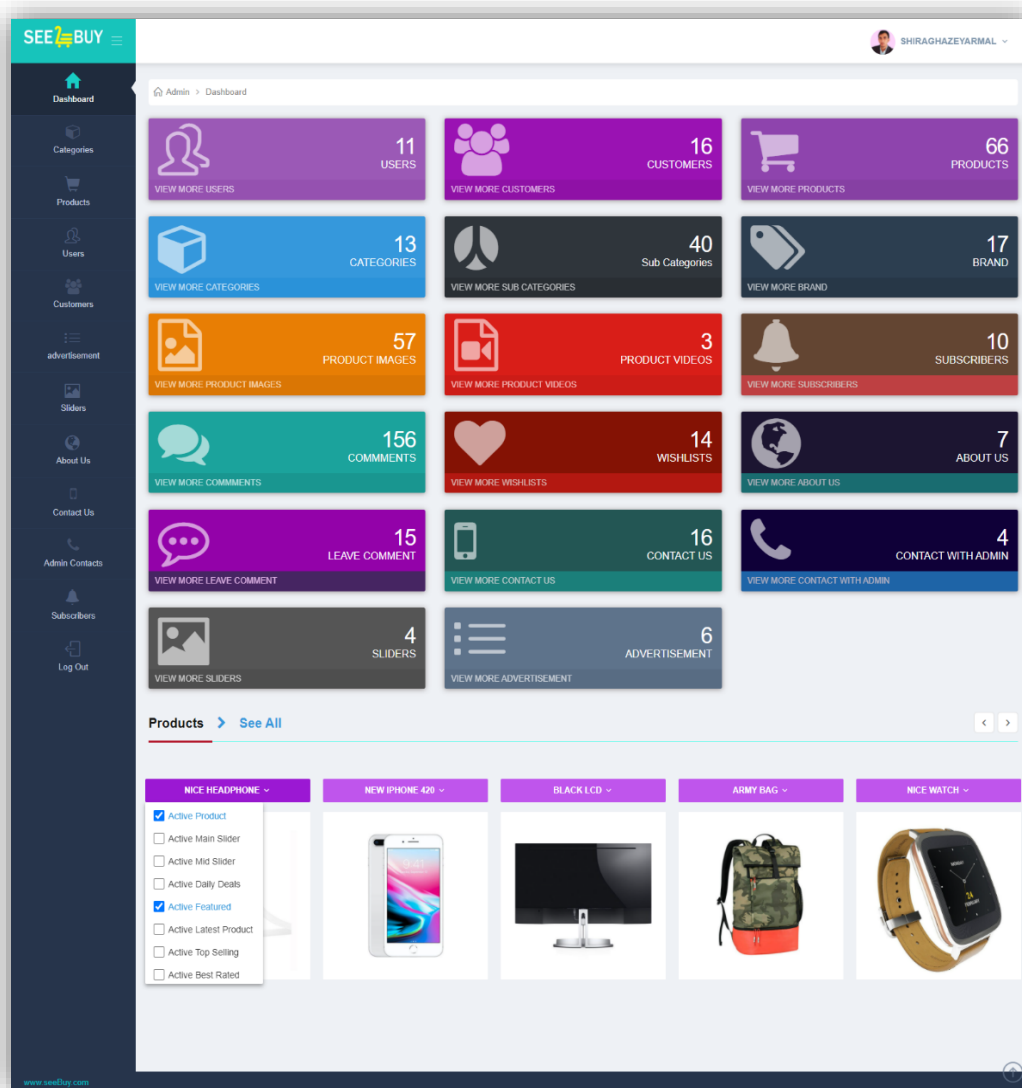 SEE2BUY
SHIRAGHAZEYARMAL
Dashboard
Categories
Products
Users
Customers
advertisement
Sliders
About Us
Contact Us
Admin Contacts
Subscribers
Log Out
Admin > Dashboard
11
USERS
VIEW MORE USERS
16
CUSTOMERS
VIEW MORE CUSTOMERS
66
PRODUCTS
VIEW MORE PRODUCTS
13
CATEGORIES
VIEW MORE CATEGORIES
40
Sub Categories
VIEW MORE SUB CATEGORIES
17
BRAND
VIEW MORE BRAND
57
PRODUCT IMAGES
VIEW MORE PRODUCT IMAGES
3
PRODUCT VIDEOS
VIEW MORE PRODUCT VIDEOS
10
SUBSCRIBERS
VIEW MORE SUBSCRIBERS
156
COMMMENTS
VIEW MORE COMMMENTS
14
WISHLISTS
VIEW MORE WISHLISTS
7
ABOUT US
VIEW MORE ABOUT US
15
LEAVE COMMENT
VIEW MORE LEAVE COMMENT
16
CONTACT US
VIEW MORE CONTACT US
4
CONTACT WITH ADMIN
VIEW MORE CONTACT WITH ADMIN
4
SLIDERS
VIEW MORE SLIDERS
6
ADVERTISEMENT
VIEW MORE ADVERTISEMENT
Products > See All
NICE HEADPHONE
NEW IPHONE 420
BLACK LCD
ARMY BAG
NICE WATCH
Active Product
Active Main Slider
Active Mid Slider
Active Daily Deals
Active Featured
Active Latest Product
Active Top Selling
Active Best Rated
9:41
MONDAY
24
FEBRUARY
www.seeBuy.com